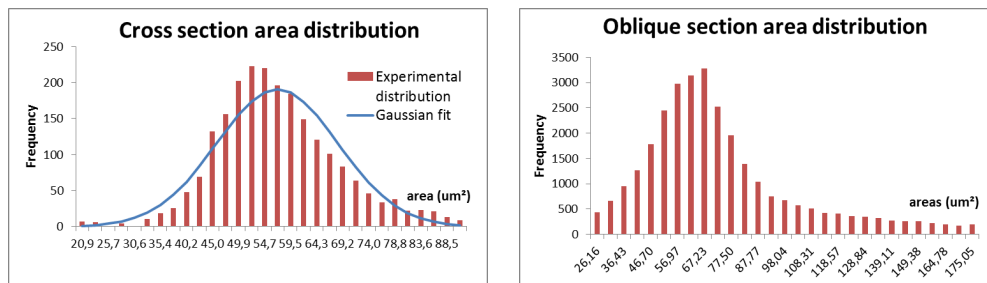 Cross section area distribution
250
200
150
100
50
0
Frequency
Experimental
distribution
Gaussian fit
area (um²)
20,9 25,7 30,6 35,4 40,2 45,0 49,9 54,7 59,5 64,3 69,2 74,0 78,8 83,6 88,5
Oblique section area distribution
3500
3000
2500
2000
1500
1000
500
0
Frequency
areas (um²)
26,16 36,43 46,70 56,97 67,23 77,50 87,77 98,04 108,31 118,57 128,84 139,11 149,38 164,78 175,05